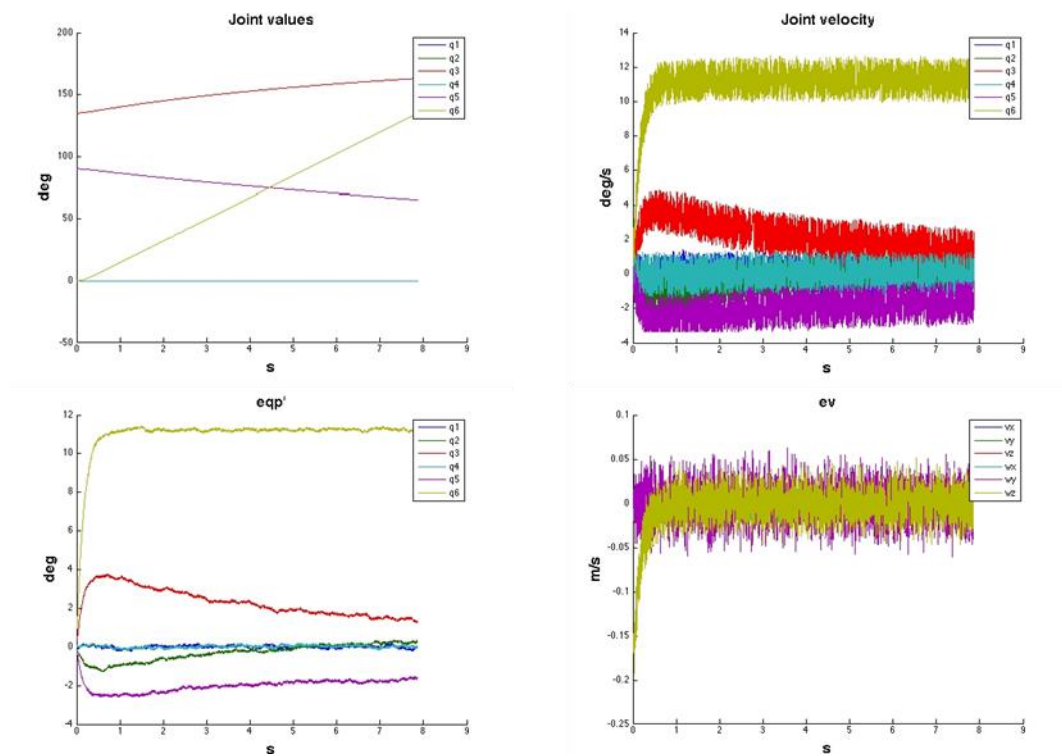 Joint values
200
150
100
50
0
-50
deg
0 1 2 3 4 5 6 7 8 9
s
q1
q2
q3
q4
q5
q6
Joint velocity
14
12
10
8
6
4
2
0
-2
-4
deg/s
0 1 2 3 4 5 6 7 8 9
s
q1
q2
q3
q4
q5
q6
eqp'
12
10
8
6
4
2
0
-2
-4
deg
0 1 2 3 4 5 6 7 8 9
s
q1
q2
q3
q4
q5
q6
ev
0.1
0.05
0
-0.05
-0.1
-0.15
-0.2
-0.25
m/s
0 1 2 3 4 5 6 7 8 9
s
vx
vy
vz
wx
wy
wz